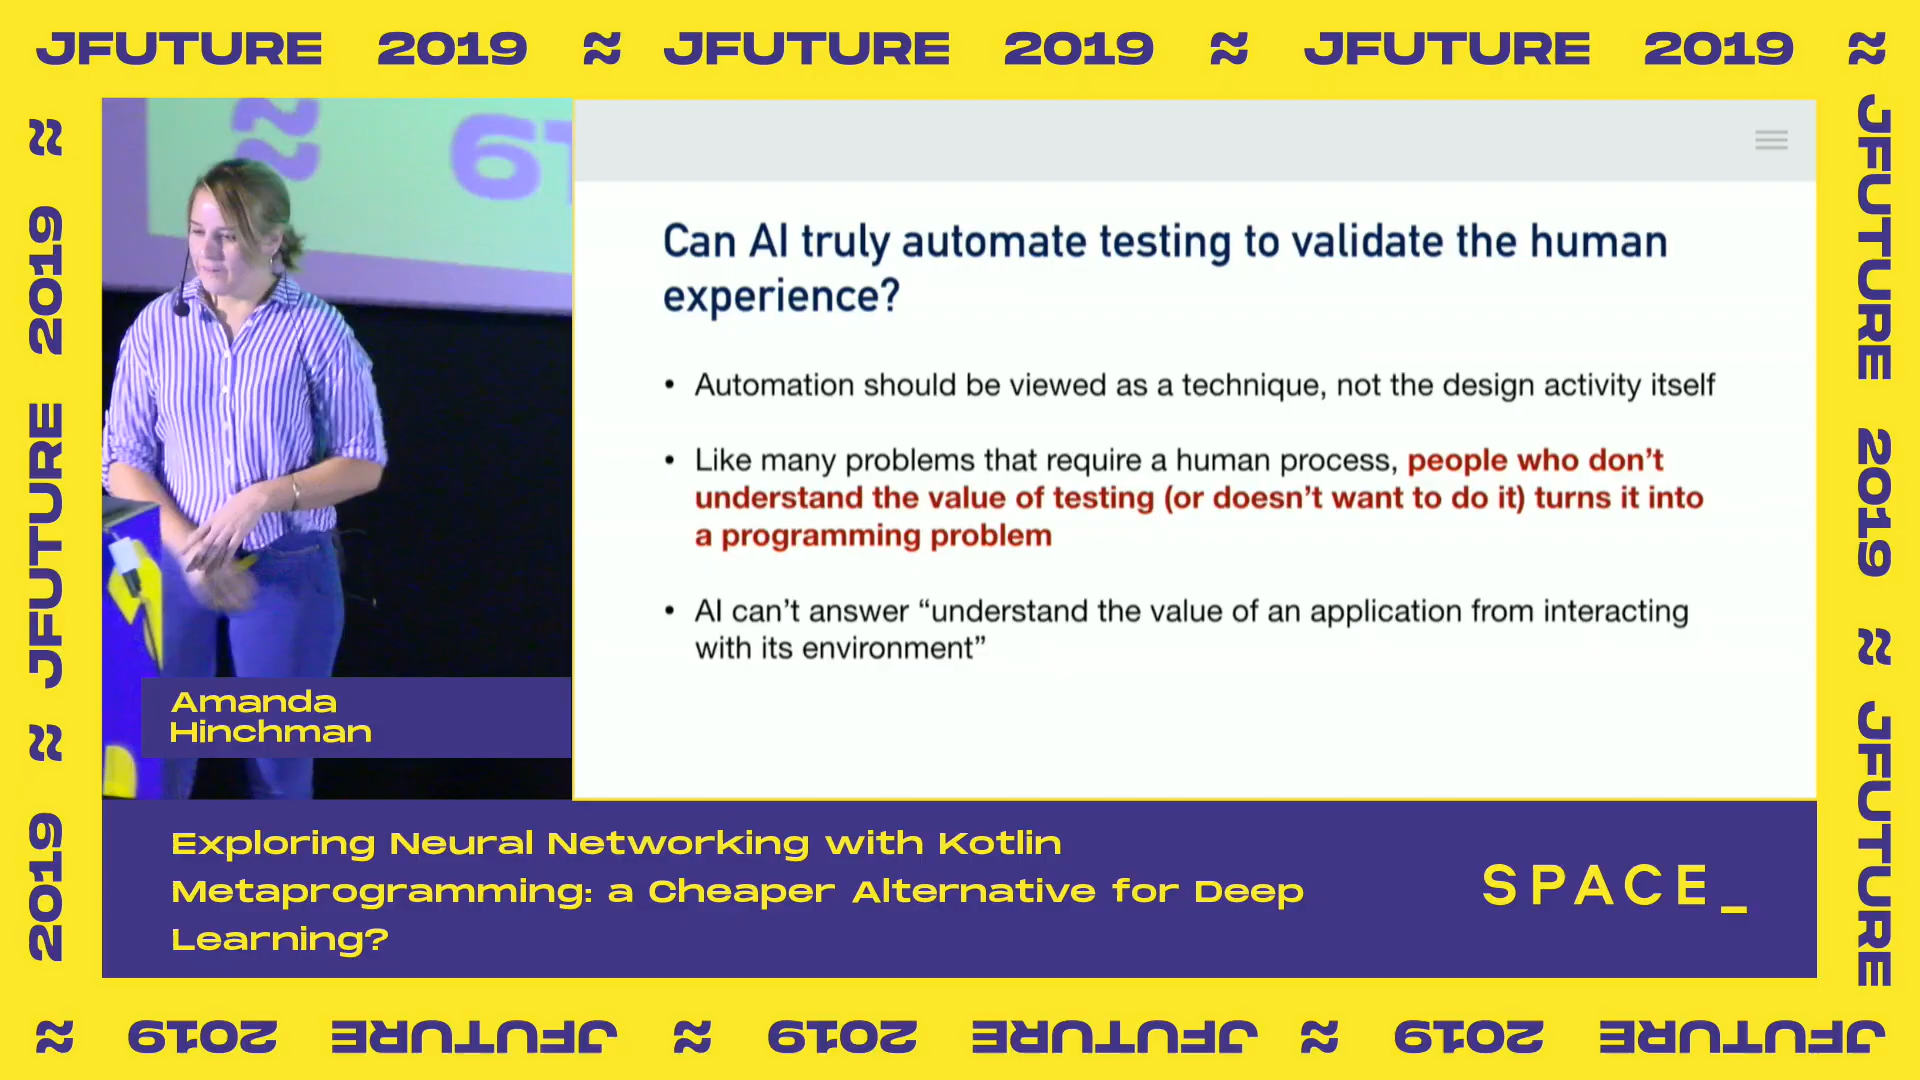 JFUTURE 2019 ≈ JFUTURE 2019 ≈ JFUTURE 2019 ≈
JFUTURE 2019 ≈ JFUTURE
2019 ≈ JFUTURE 2019 ≈
19
Can AI truly automate testing to validate the human
experience?
• Automation should be viewed as a technique, not the design activity itself
• Like many problems that require a human process, people who don’t
understand the value of testing (or doesn’t want to do it) turns it into
a programming problem
• AI can’t answer “understand the value of an application from interacting
with its environment”
Amanda
Hinchman
Exploring Neural Networking with Kotlin
Metaprogramming: a Cheaper Alternative for Deep
Learning?
SPACE_
JFUTURE 2019 ≈ JFUTURE 2019 ≈ JFUTURE 2019 ≈